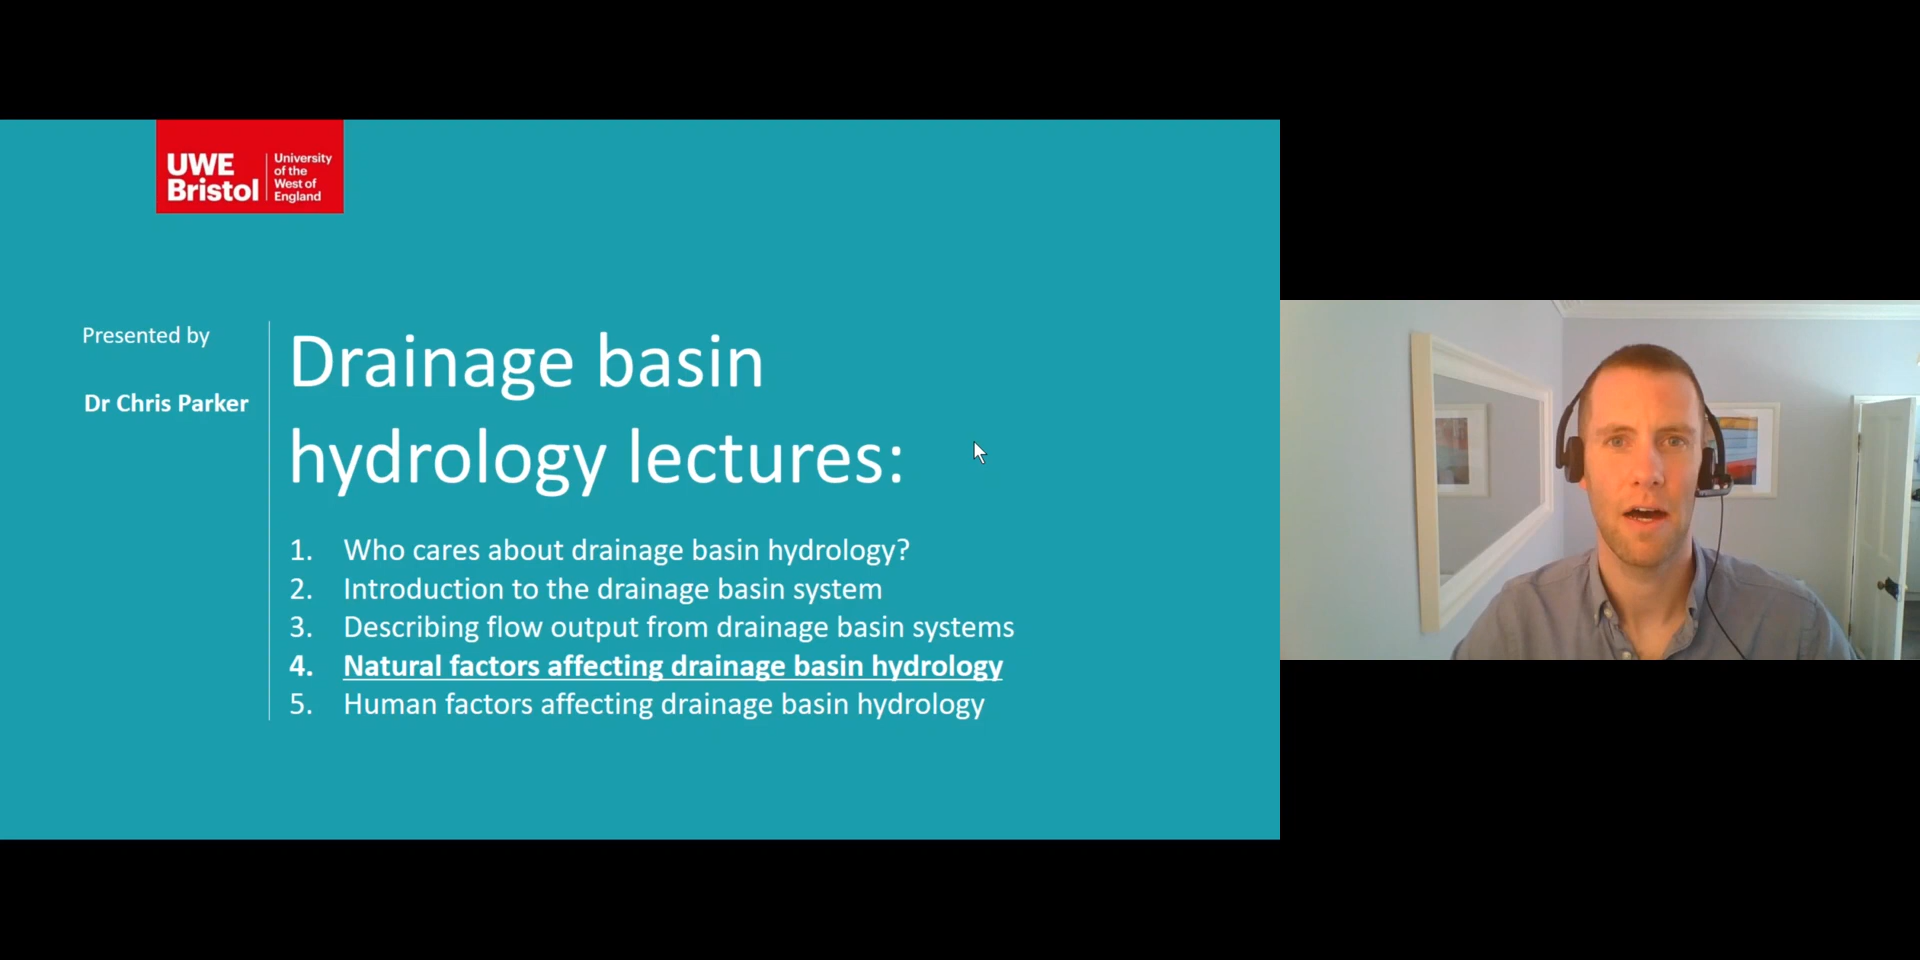 UWE
Bristol
University
of the
West of
England
Presented by
Dr Chris Parker
Drainage basin
hydrology lectures:
1. Who cares about drainage basin hydrology?
2. Introduction to the drainage basin system
3. Describing flow output from drainage basin systems
4. Natural factors affecting drainage basin hydrology
5. Human factors affecting drainage basin hydrology